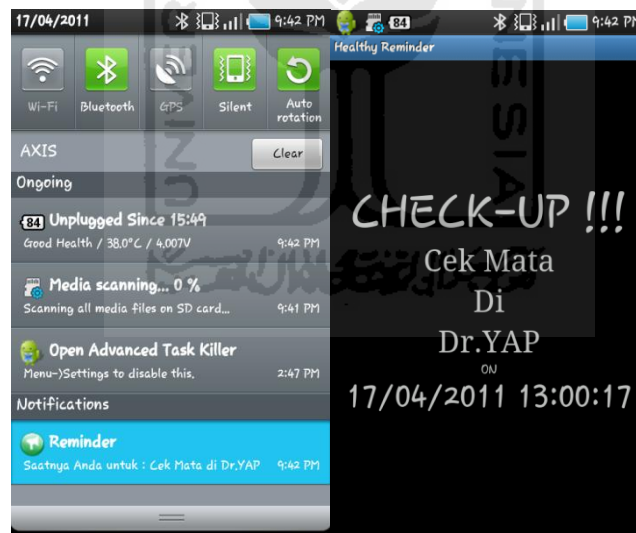 17/04/2011 9:42 PM
Wi-Fi Bluetooth GPS Silent Auto rotation
AXIS Clear
Ongoing
84 Unplugged Since 15:49
Good Health / 38.0°C / 4.007V 9:42 PM
Media scanning... 0 %
Scanning all media files on SD card... 9:41 PM
Open Advanced Task Killer
Menu->Settings to disable this. 2:47 PM
Notifications
Reminder
Saatnya Anda untuk : Cek Mata di Dr.YAP 9:42 PM
84 9:42 PM
Healthy Reminder
CHECK-UP !!!
Cek Mata
Di
Dr.YAP
ON
17/04/2011 13:00:17